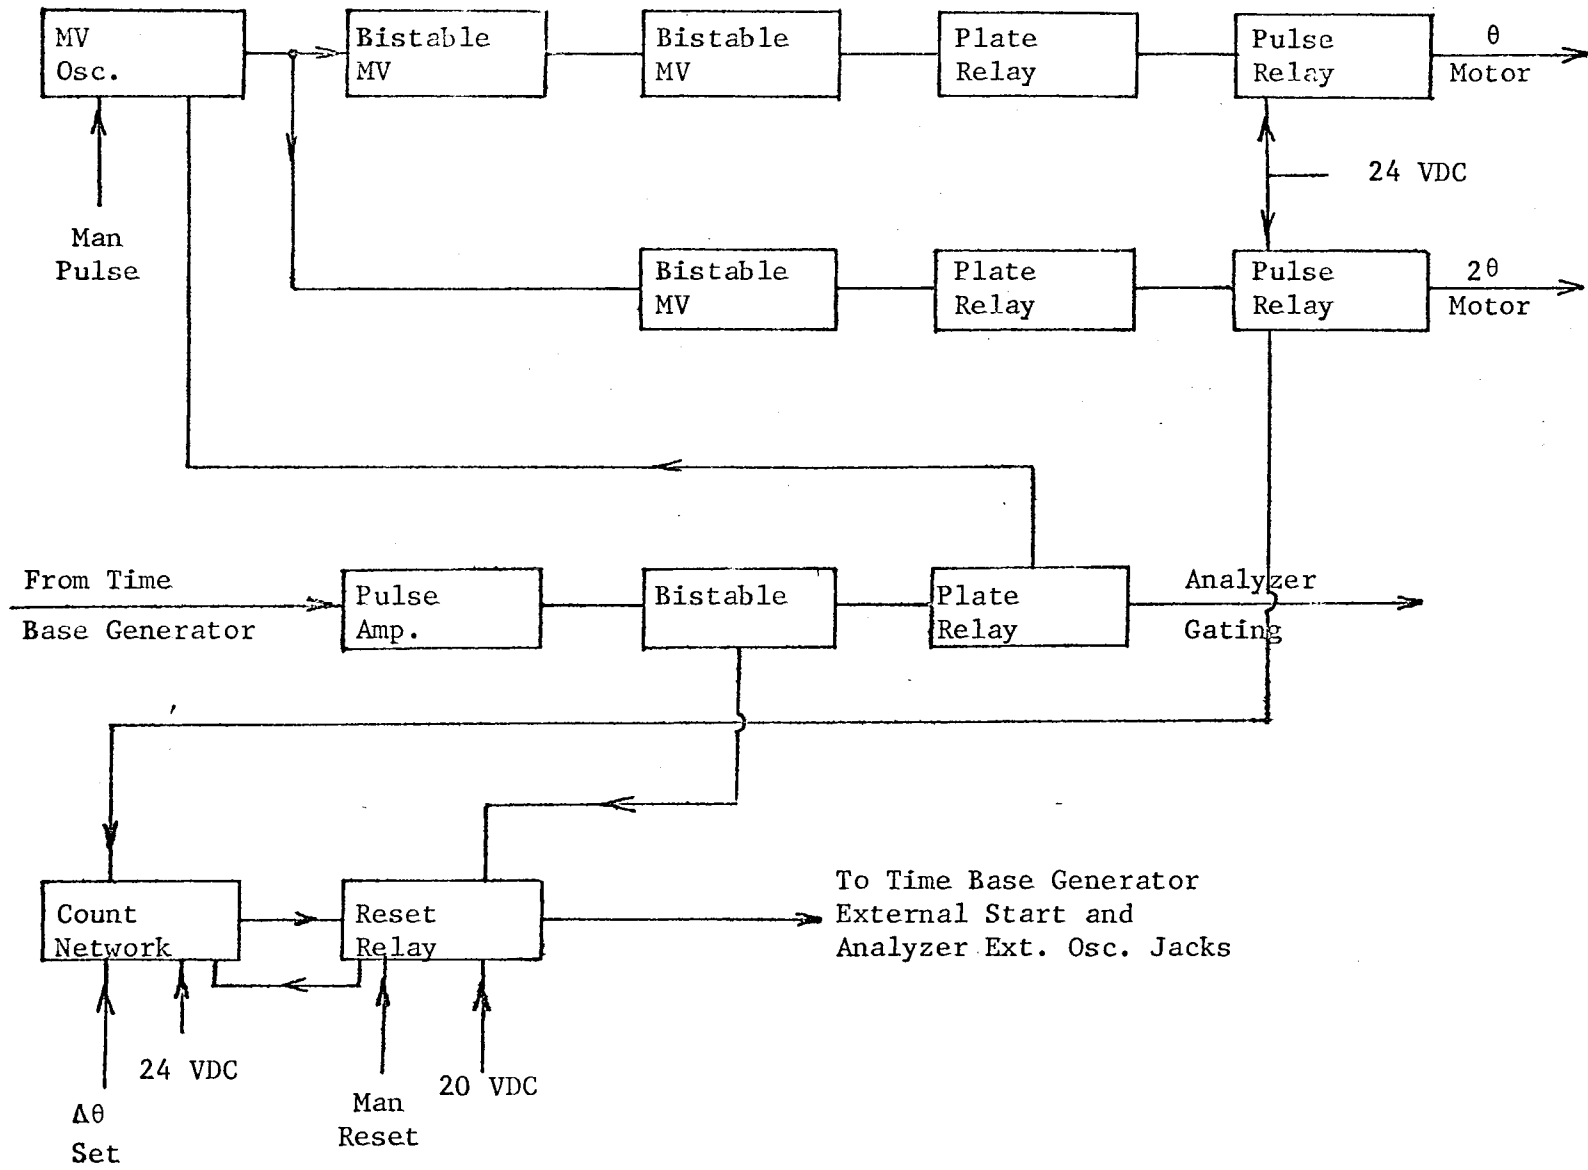 MV
Osc.
Bistable
MV
Bistable
MV
Plate
Relay
Pulse
Relay
θ
Motor
Man
Pulse
24 VDC
Bistable
MV
Plate
Relay
Pulse
Relay
2θ
Motor
From Time
Base Generator
Pulse
Amp.
Bistable
Plate
Relay
Analyzer
Gating
Count
Network
Reset
Relay
To Time Base Generator
External Start and
Analyzer Ext. Osc. Jacks
Δθ
Set
24 VDC
Man
Reset
20 VDC